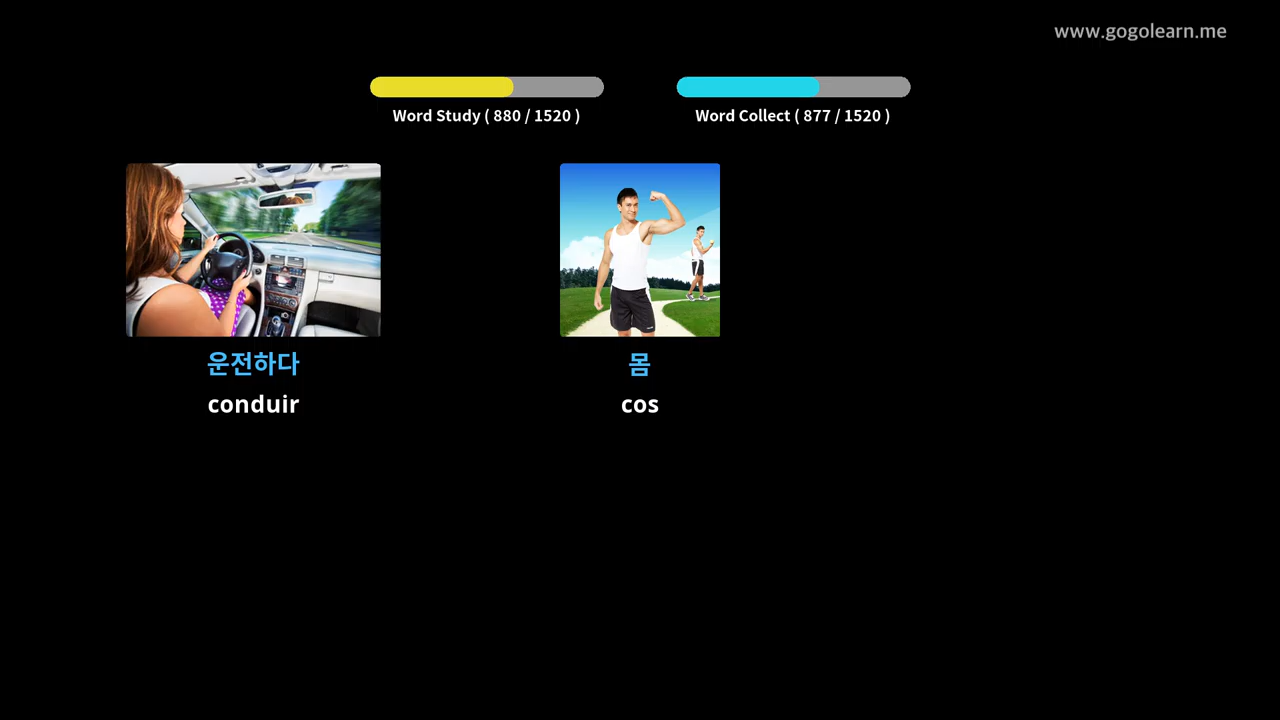 www.gogolearn.me
Word Study ( 880 / 1520 )
Word Collect ( 877 / 1520 )
운전하다
conduir
몸
cos